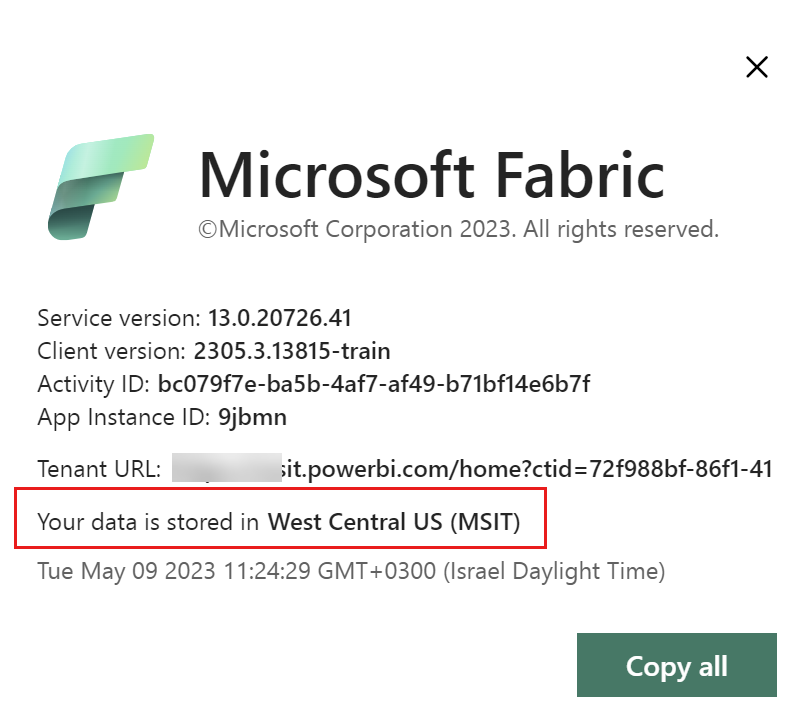 Microsoft Fabric
©Microsoft Corporation 2023. All rights reserved.
Service version: 13.0.20726.41
Client version: 2305.3.13815-train
Activity ID: bc079f7e-ba5b-4af7-af49-b71bf14e6b7f
App Instance ID: 9jbmn
Tenant URL: sit.powerbi.com/home?ctid=72f988bf-86f1-41
Your data is stored in West Central US (MSIT)
Tue May 09 2023 11:24:29 GMT+0300 (Israel Daylight Time)
Copy all